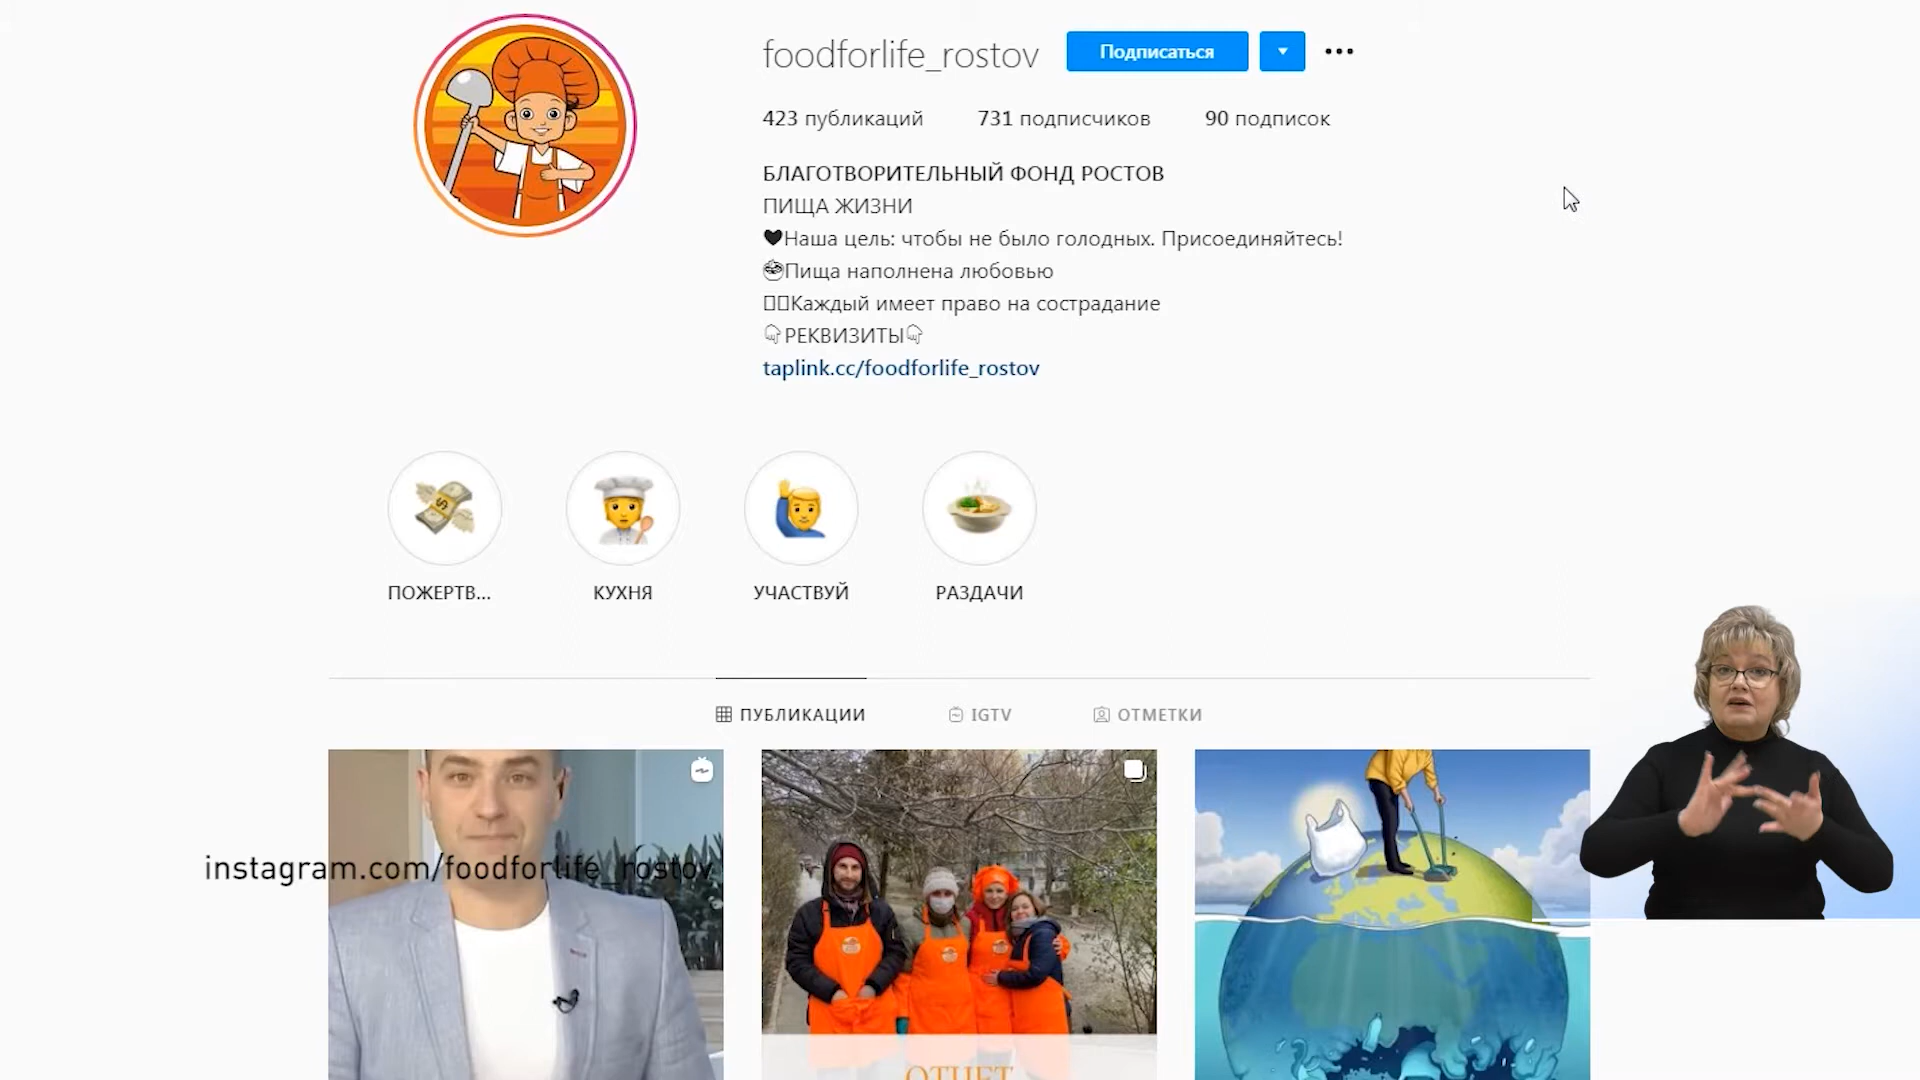 foodforlife_rostov
Подписаться
423 публикаций 731 подписчиков 90 подписок
БЛАГОТВОРИТЕЛЬНЫЙ ФОНД РОСТОВ
ПИЩА ЖИЗНИ
Наша цель: чтобы не было голодных. Присоединяйтесь!
Пища наполнена любовью
Каждый имеет право на сострадание
РЕКВИЗИТЫ
taplink.cc/foodforlife_rostov
ПОЖЕРТВ... КУХНЯ УЧАСТВУЙ РАЗДАЧИ
ПУБЛИКАЦИИ IGTV ОТМЕТКИ
instagram.com/foodforlife_rostov
ОТЧЕТ